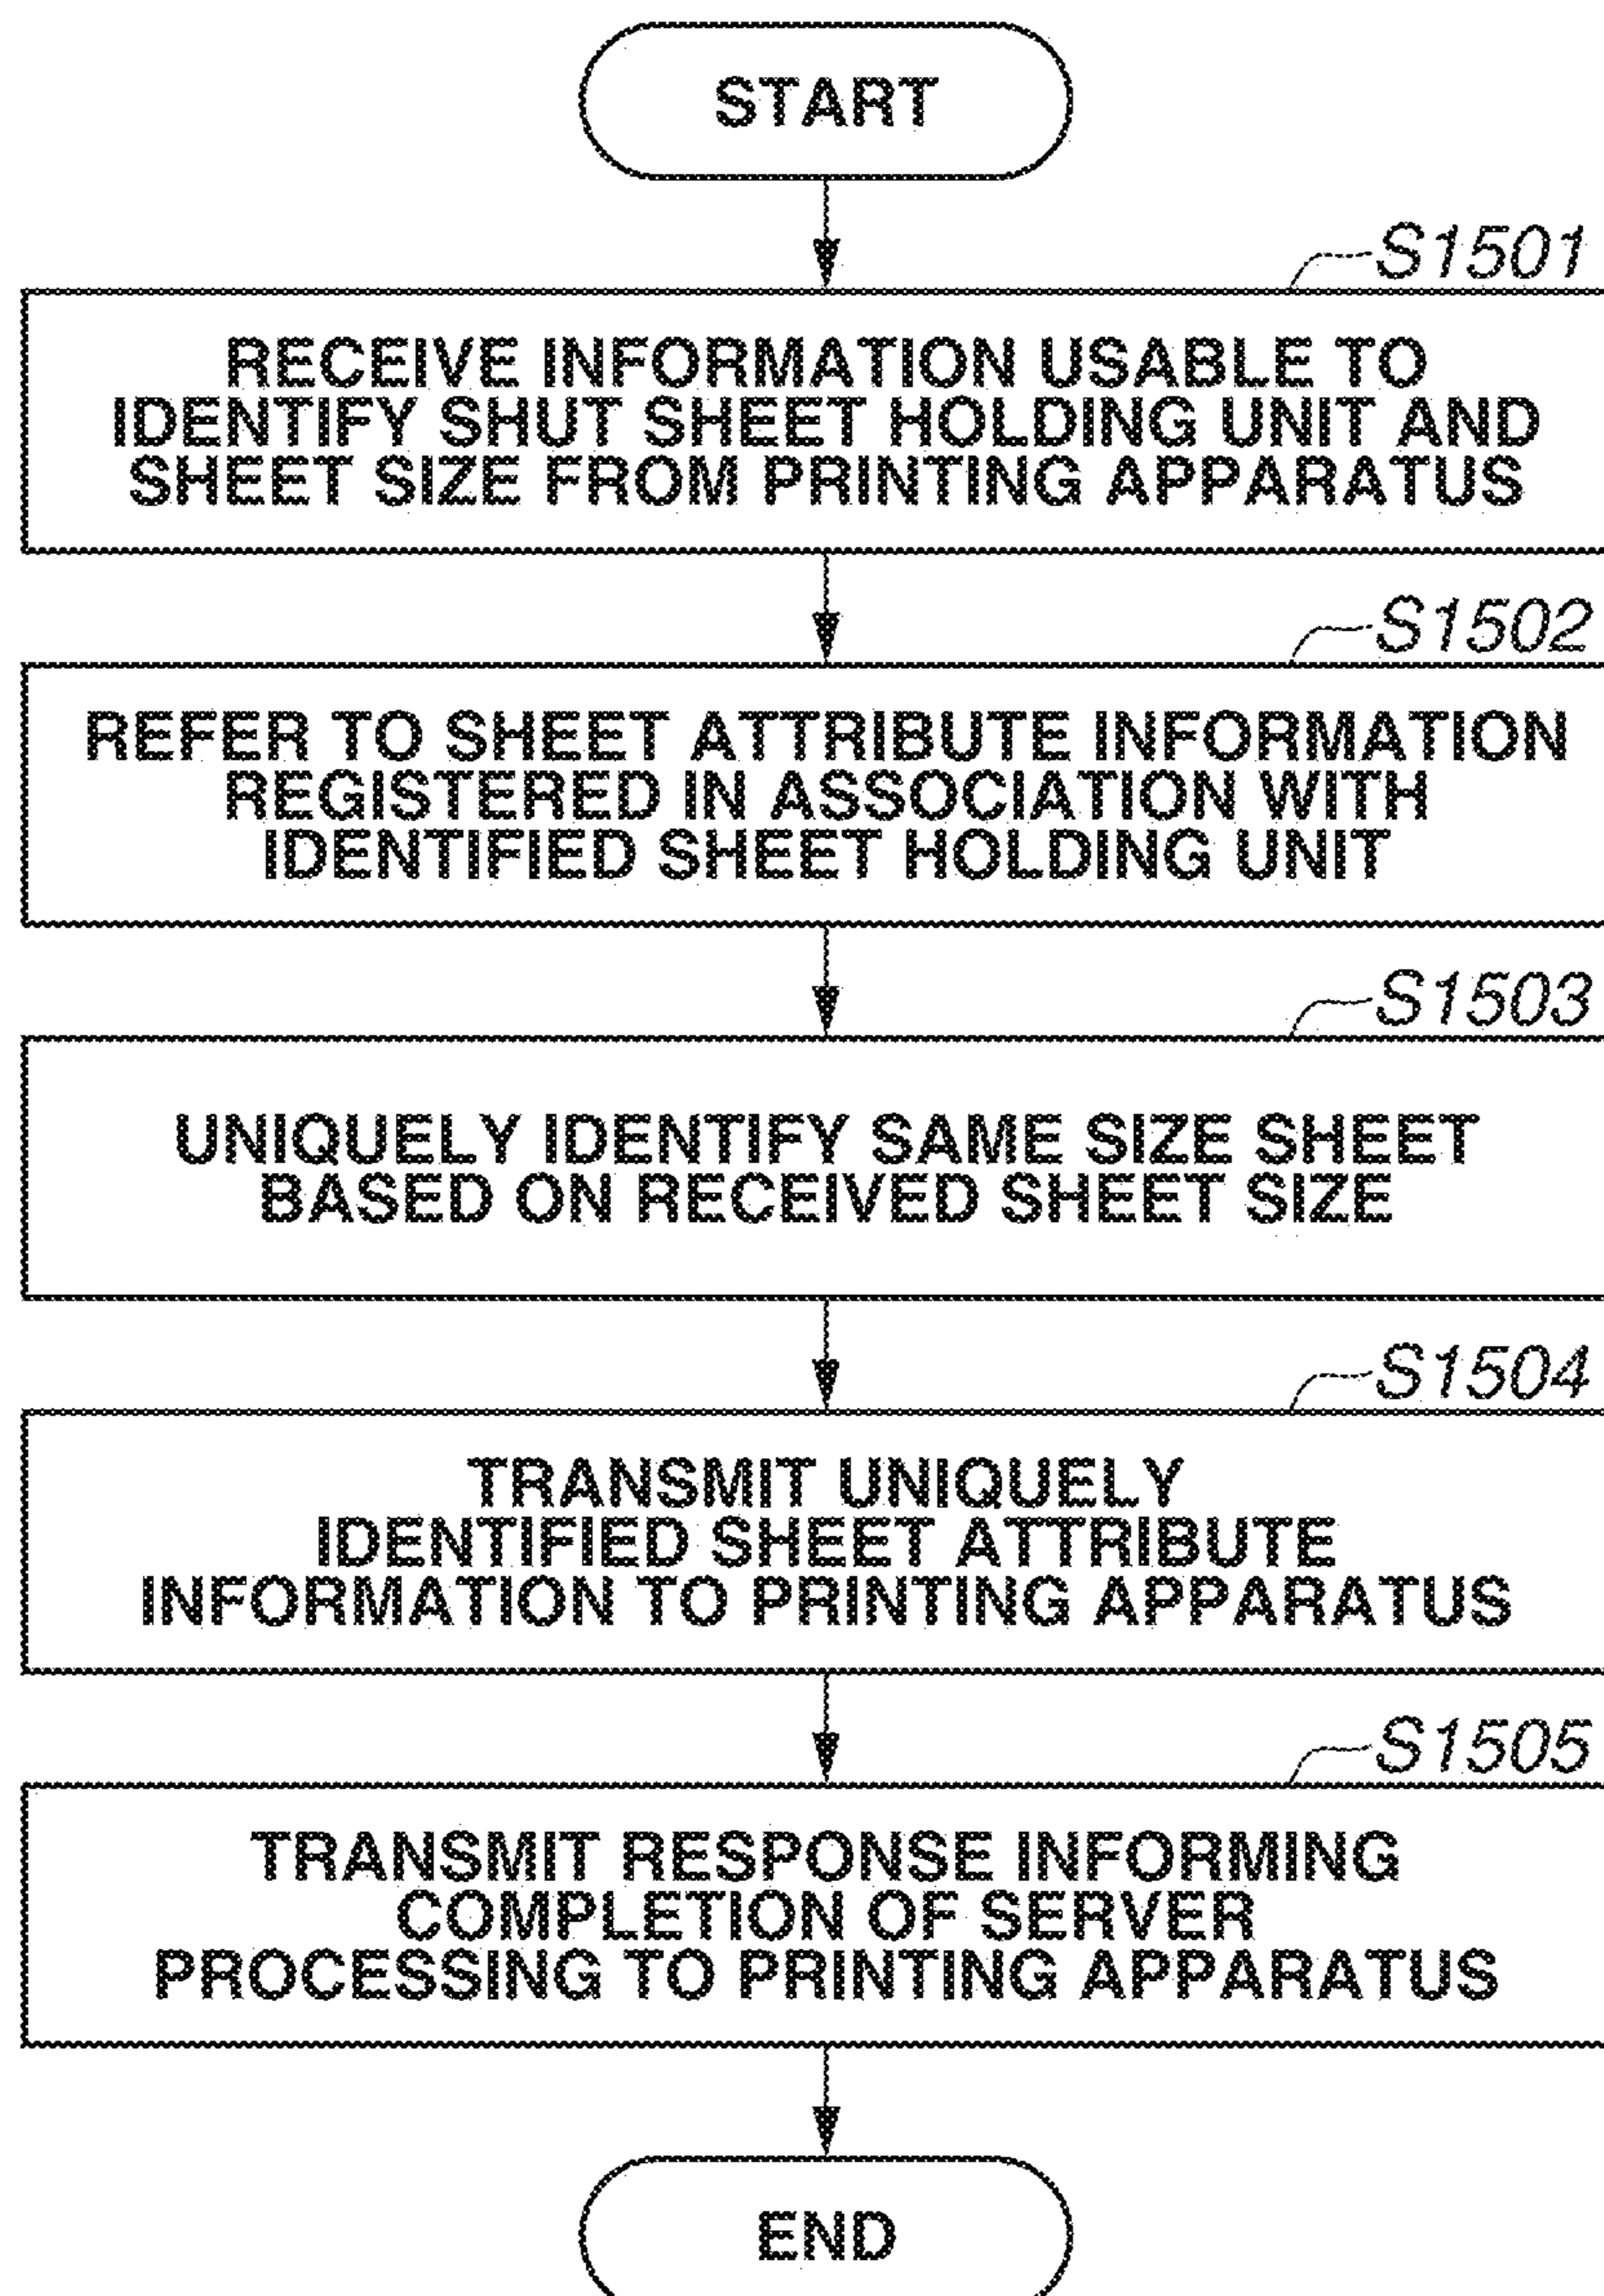 START
S1501
RECEIVE INFORMATION USABLE TO
IDENTIFY SHUT SHEET HOLDING UNIT AND
SHEET SIZE FROM PRINTING APPARATUS
S1502
REFER TO SHEET ATTRIBUTE INFORMATION
REGISTERED IN ASSOCIATION WITH
IDENTIFIED SHEET HOLDING UNIT
S1503
UNIQUELY IDENTIFY SAME SIZE SHEET
BASED ON RECEIVED SHEET SIZE
S1504
TRANSMIT UNIQUELY
IDENTIFIED SHEET ATTRIBUTE
INFORMATION TO PRINTING APPARATUS
S1505
TRANSMIT RESPONSE INFORMING
COMPLETION OF SERVER
PROCESSING TO PRINTING APPARATUS
END